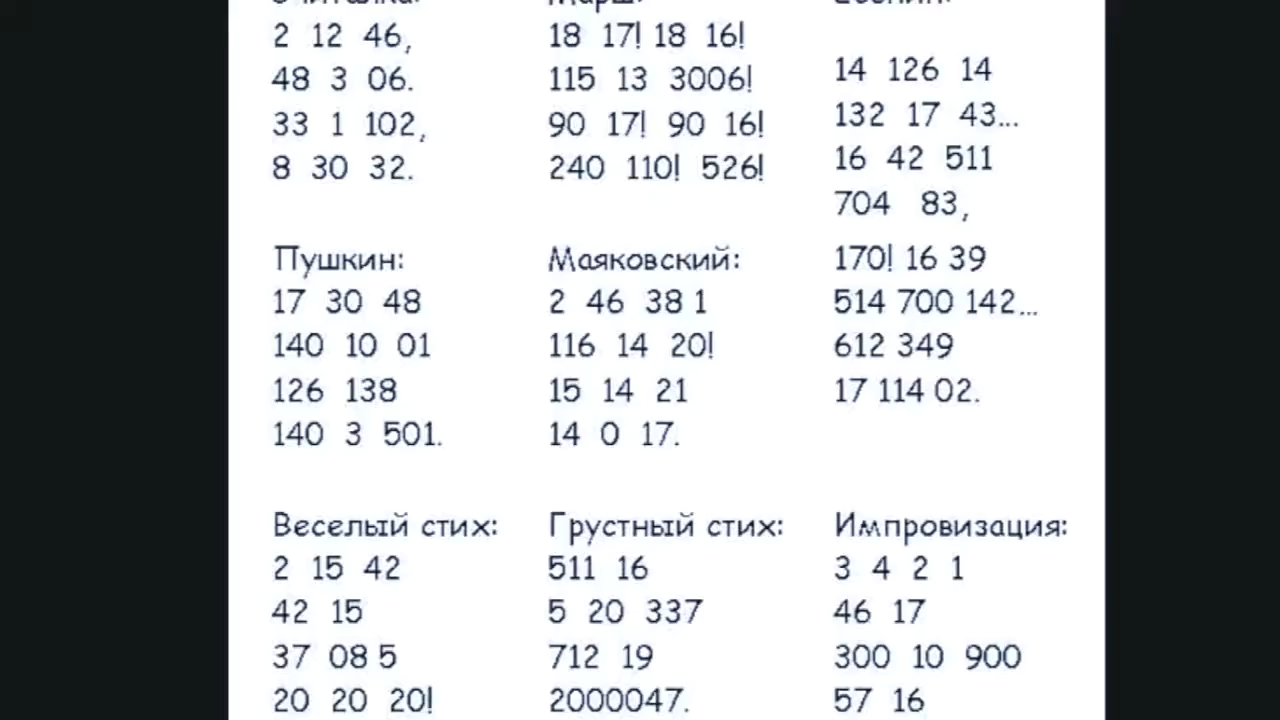 2 12 46,
48 3 06.
33 1 102,
8 30 32.
18 17! 18 16!
115 13 3006!
90 17! 90 16!
240 110! 526!
14 126 14
132 17 43...
16 42 511
704 83,
170! 16 39
514 700 142...
612 349
17 114 02.
Пушкин:
17 30 48
140 10 01
126 138
140 3 501.
Маяковский:
2 46 38 1
116 14 20!
15 14 21
14 0 17.
Веселый стих:
2 15 42
42 15
37 08 5
20 20 20!
Грустный стих:
511 16
5 20 337
712 19
2000047.
Импровизация:
3 4 2 1
46 17
300 10 900
57 16